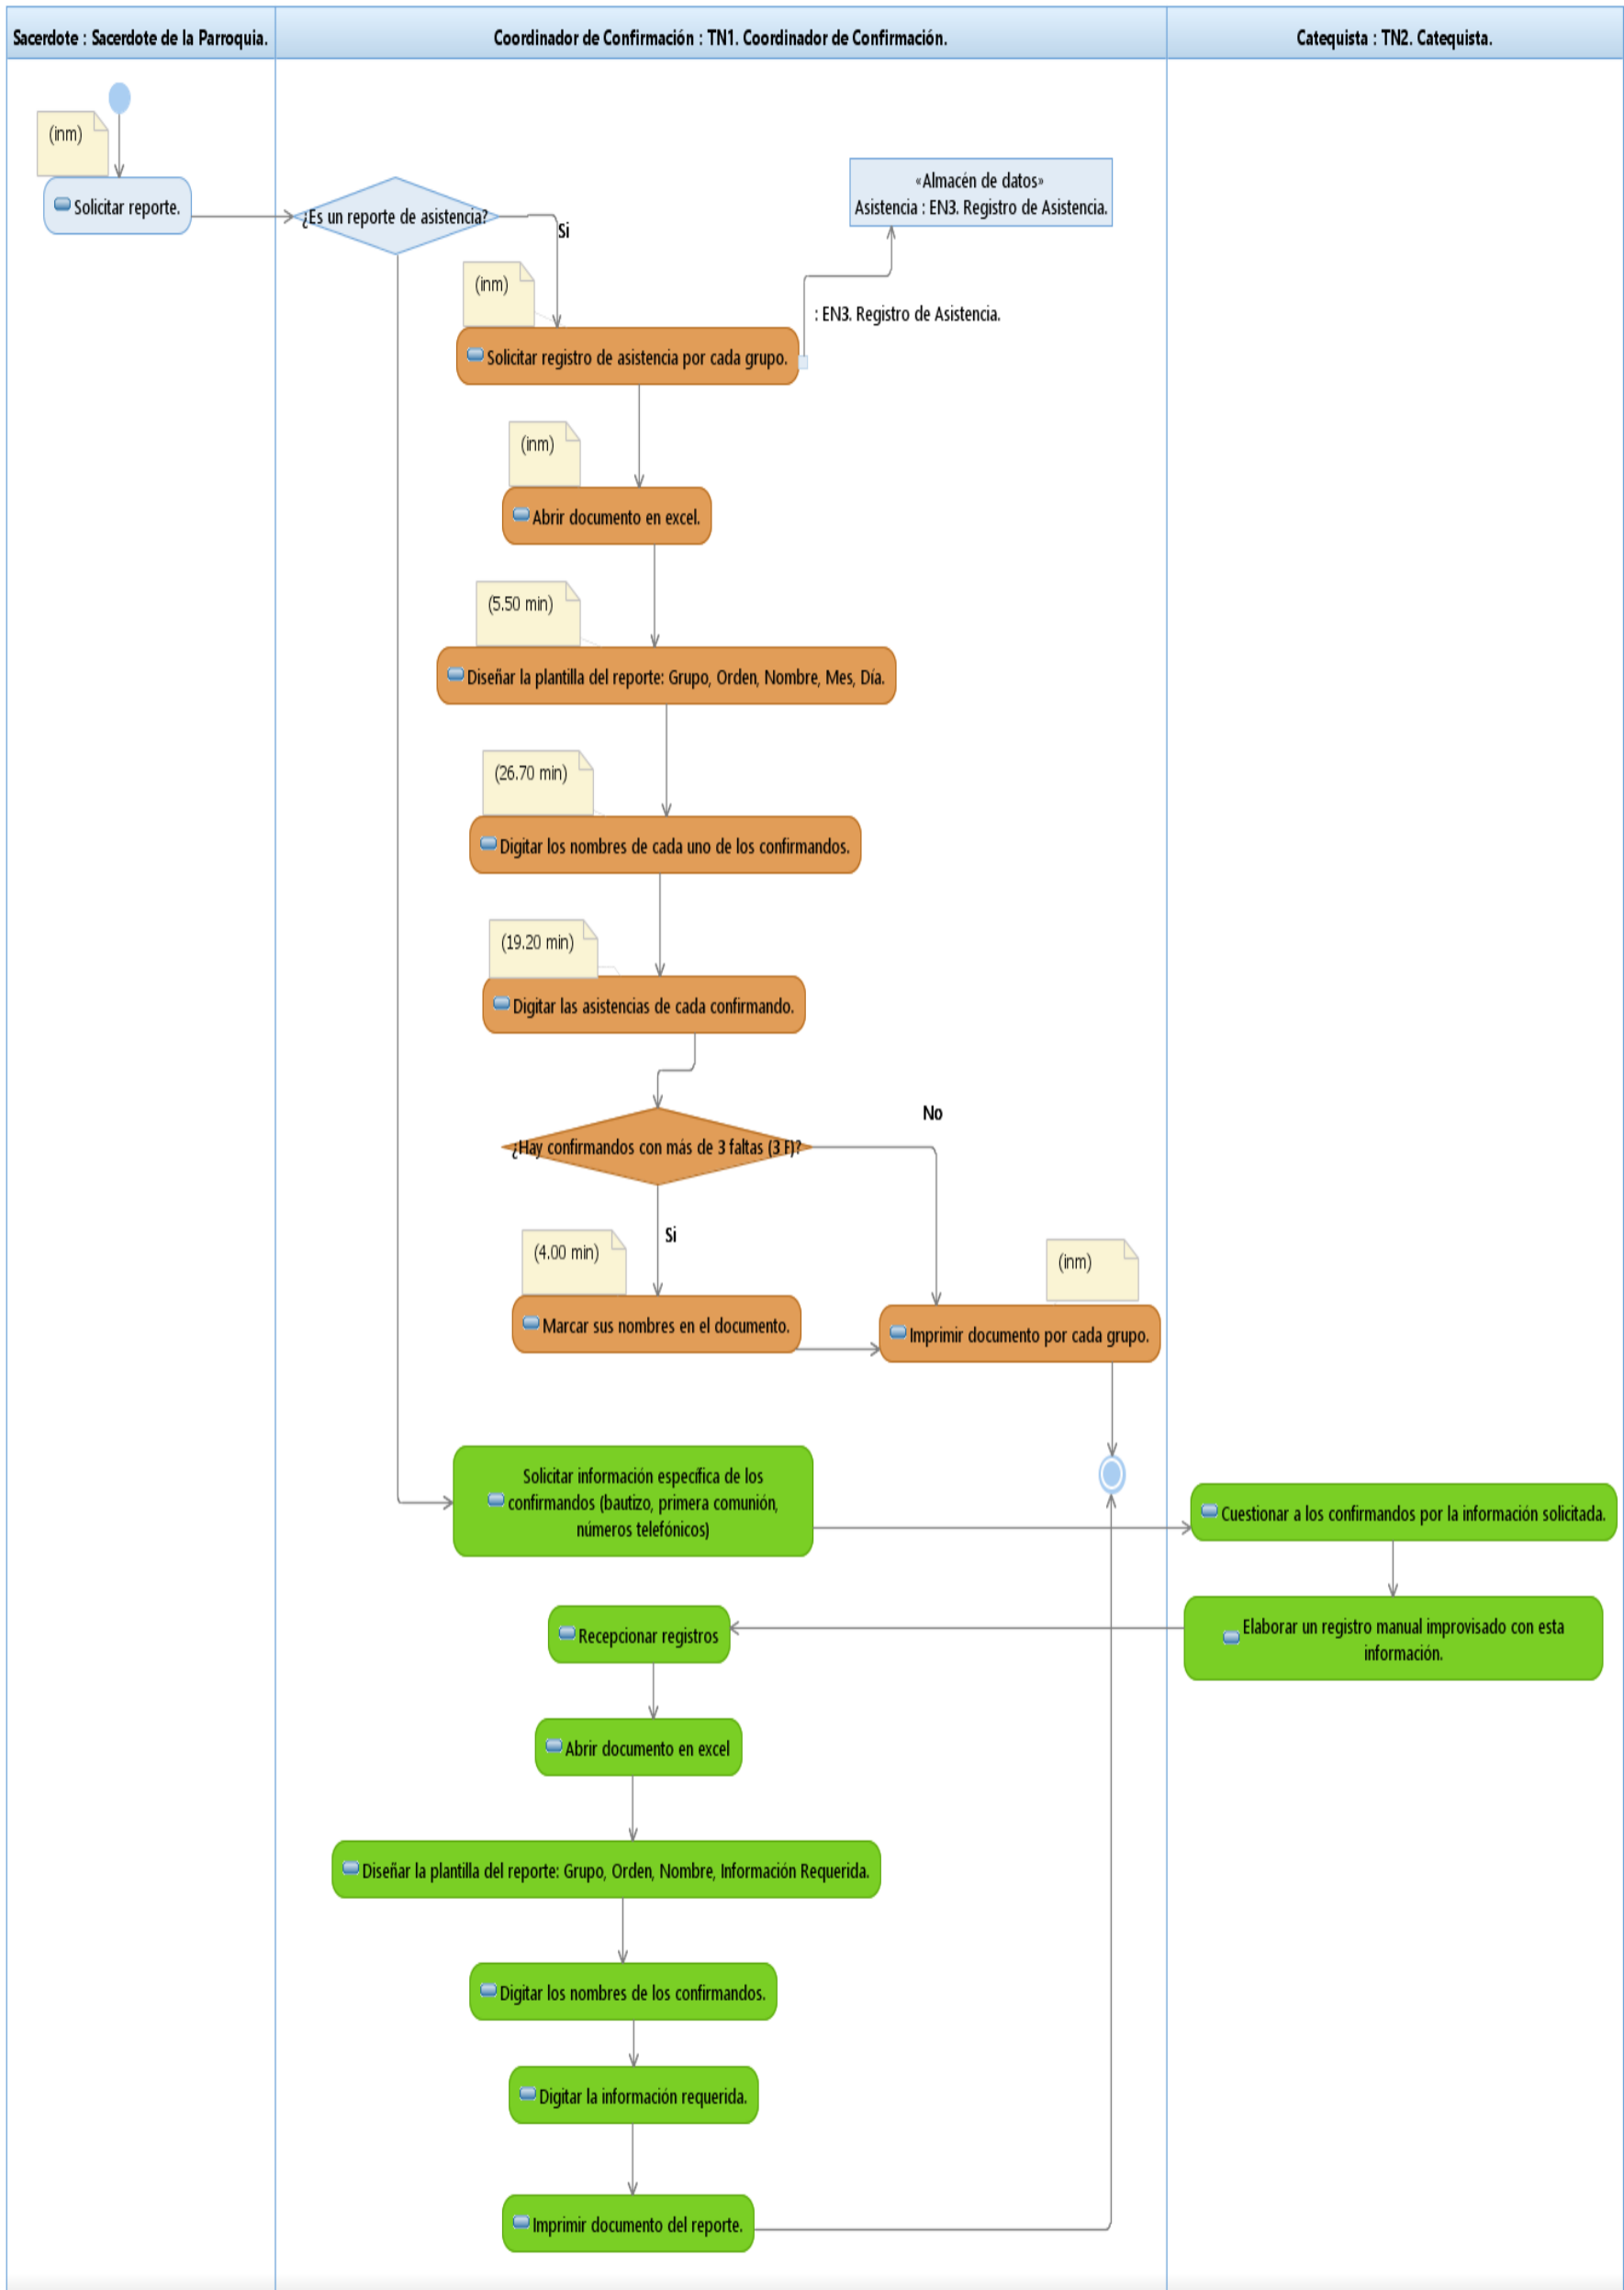 Sacerdote : Sacerdote de la Parroquia.
Coordinador de Confirmación : TN1. Coordinador de Confirmación.
Catequista : TN2. Catequista.
(inm)
Solicitar reporte.
¿Es un reporte de asistencia?
Si
«Almacén de datos»
Asistencia : EN3. Registro de Asistencia.
: EN3. Registro de Asistencia.
(inm)
Solicitar registro de asistencia por cada grupo.
(inm)
Abrir documento en excel.
(5.50 min)
Diseñar la plantilla del reporte: Grupo, Orden, Nombre, Mes, Día.
(26.70 min)
Digitar los nombres de cada uno de los confirmandos.
(19.20 min)
Digitar las asistencias de cada confirmando.
¿Hay confirmandos con más de 3 faltas (3 F)?
No
Si
(4.00 min)
Marcar sus nombres en el documento.
(inm)
Imprimir documento por cada grupo.
Solicitar información específica de los
confirmandos (bautizo, primera comunión,
números telefónicos)
Cuestionar a los confirmandos por la información solicitada.
Elaborar un registro manual improvisado con esta
información.
Recepcionar registros
Abrir documento en excel
Diseñar la plantilla del reporte: Grupo, Orden, Nombre, Información Requerida.
Digitar los nombres de los confirmandos.
Digitar la información requerida.
Imprimir documento del reporte.